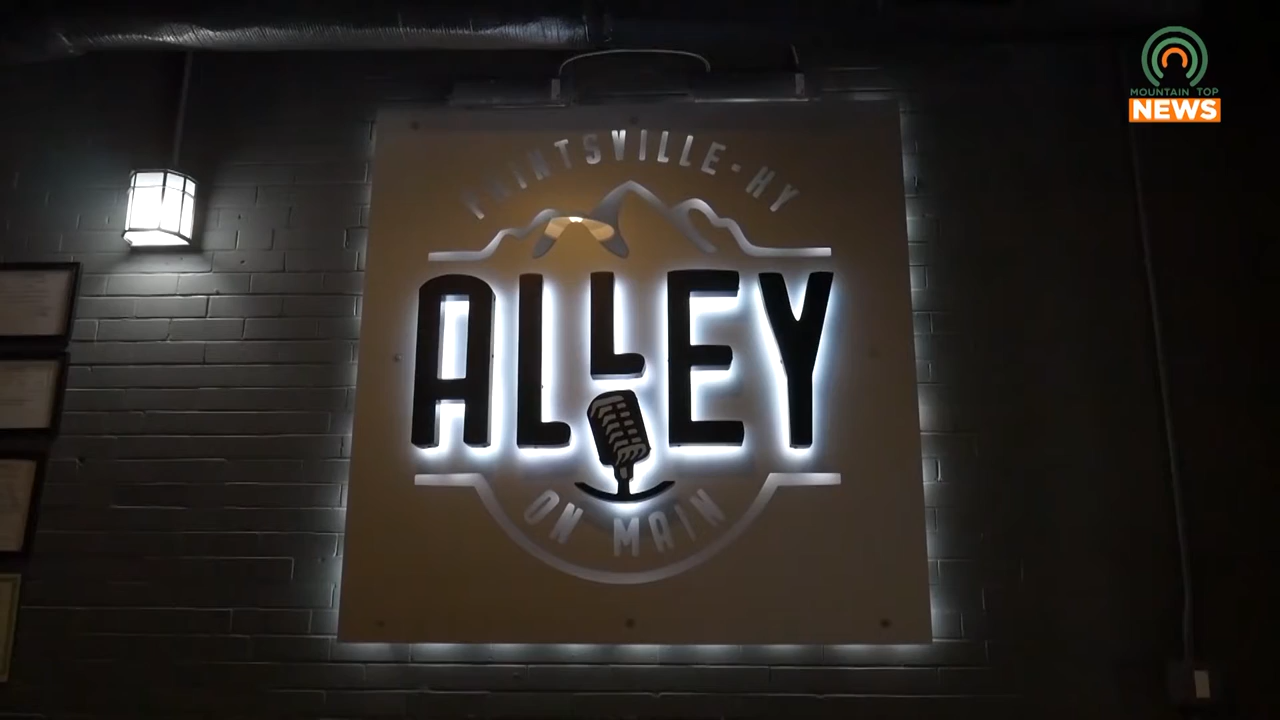 MOUNTAIN TOP
NEWS
PAINTSVILLE-KY
ALLEY
ON MAIN